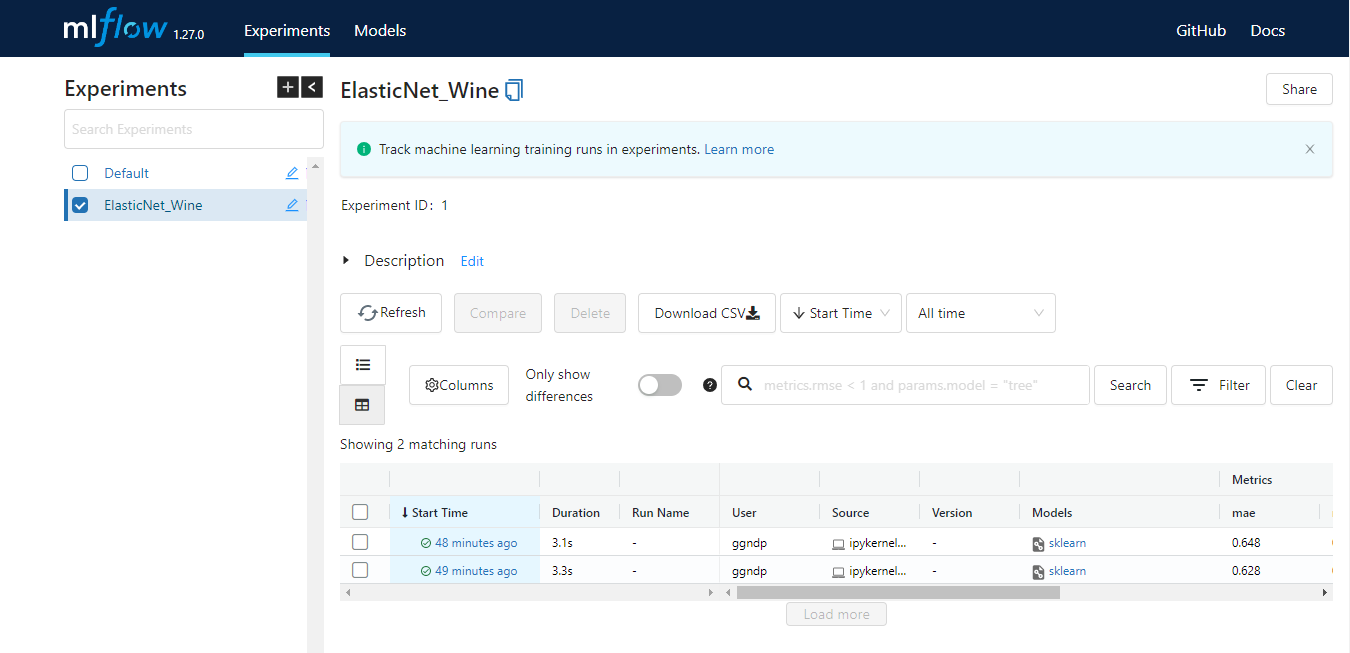 mlflow 1.27.0 Experiments Models GitHub Docs
Experiments + <
Search Experiments
Default
ElasticNet_Wine
ElasticNet_Wine Share
Track machine learning training runs in experiments. Learn more
Experiment ID: 1
Description Edit
Refresh Compare Delete Download CSV Start Time All time
Columns Only show differences ? metrics.rmse < 1 and params.model = "tree" Search Filter Clear
Showing 2 matching runs
Metrics
Start Time Duration Run Name User Source Version Models mae
48 minutes ago 3.1s - ggndp ipykernel... - sklearn 0.648
49 minutes ago 3.3s - ggndp ipykernel... - sklearn 0.628
Load more